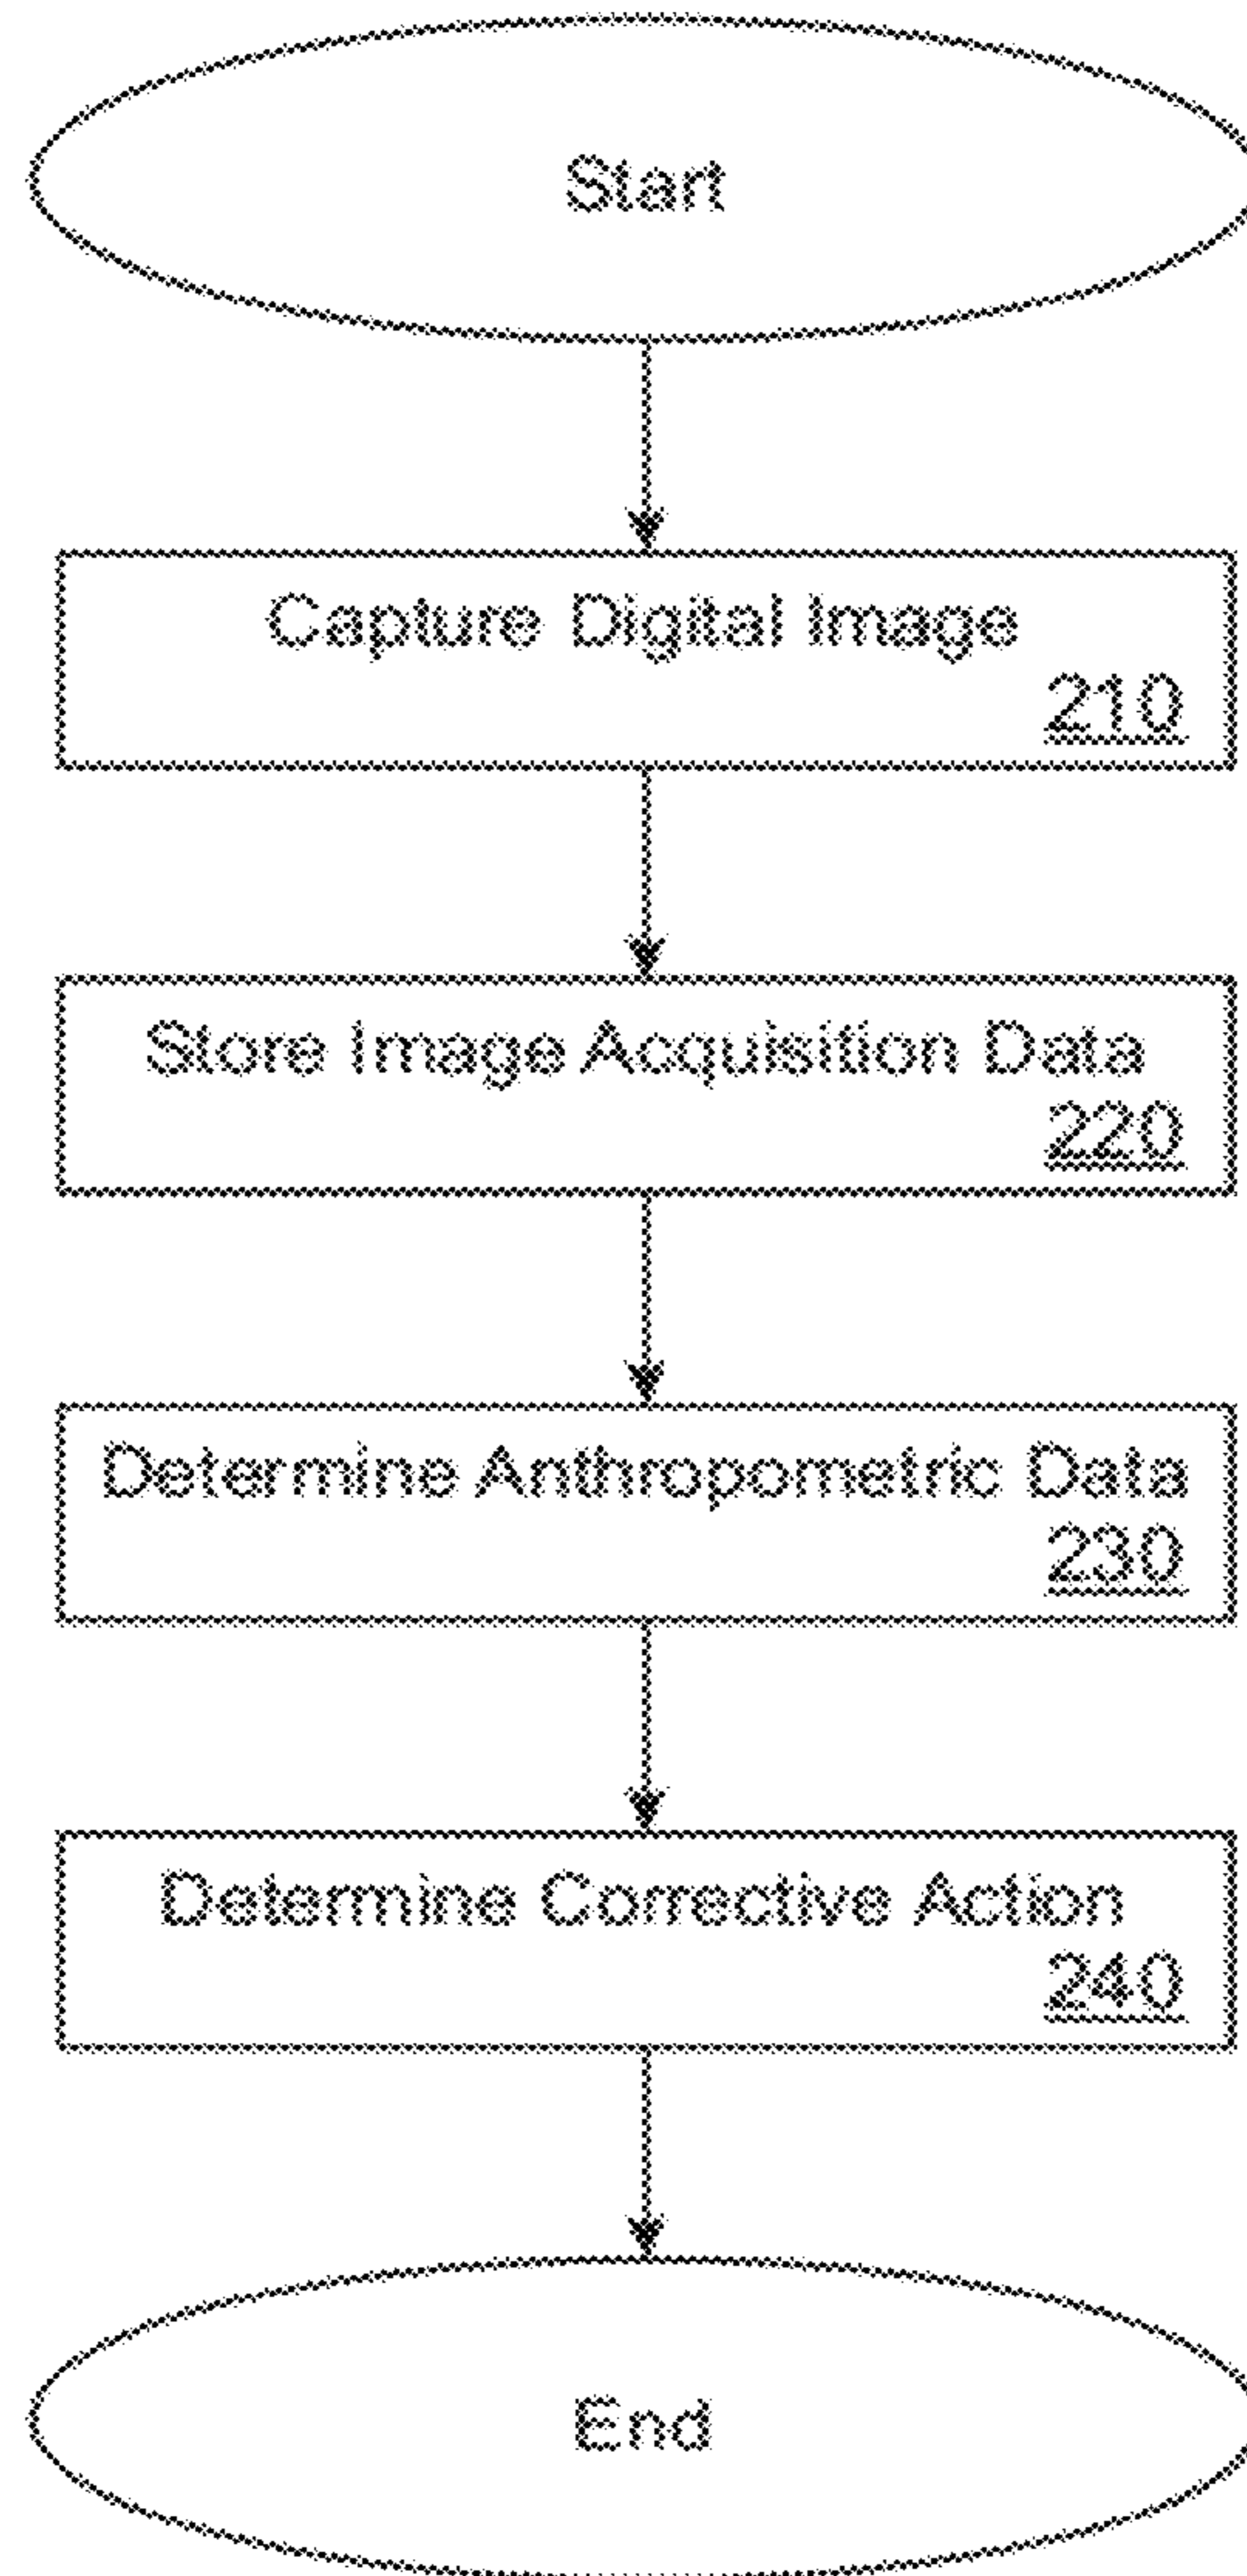 Start
Capture Digital Image
210
Store Image Acquisition Data
220
Determine Anthropometric Data
230
Determine Corrective Action
240
End